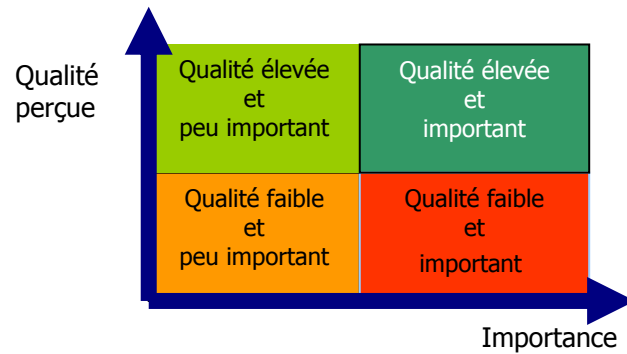 Qualité
perçue
Qualité élevée
et
peu important
Qualité élevée
et
important
Qualité faible
et
peu important
Qualité faible
et
important
Importance